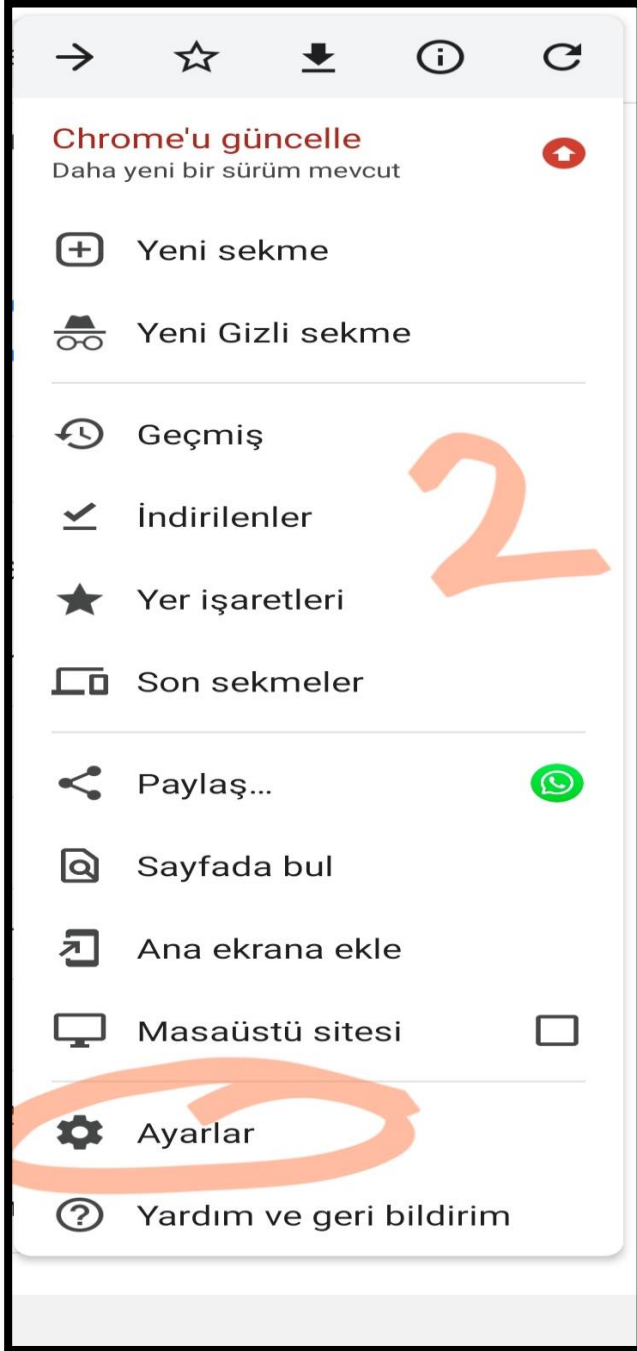 Chrome'u güncelle
Daha yeni bir sürüm mevcut
Yeni sekme
Yeni Gizli sekme
Geçmiş
2
İndirilenler
Yer işaretleri
Son sekmeler
Paylaş...
Sayfada bul
Ana ekrana ekle
Masaüstü sitesi
Ayarlar
Yardım ve geri bildirim